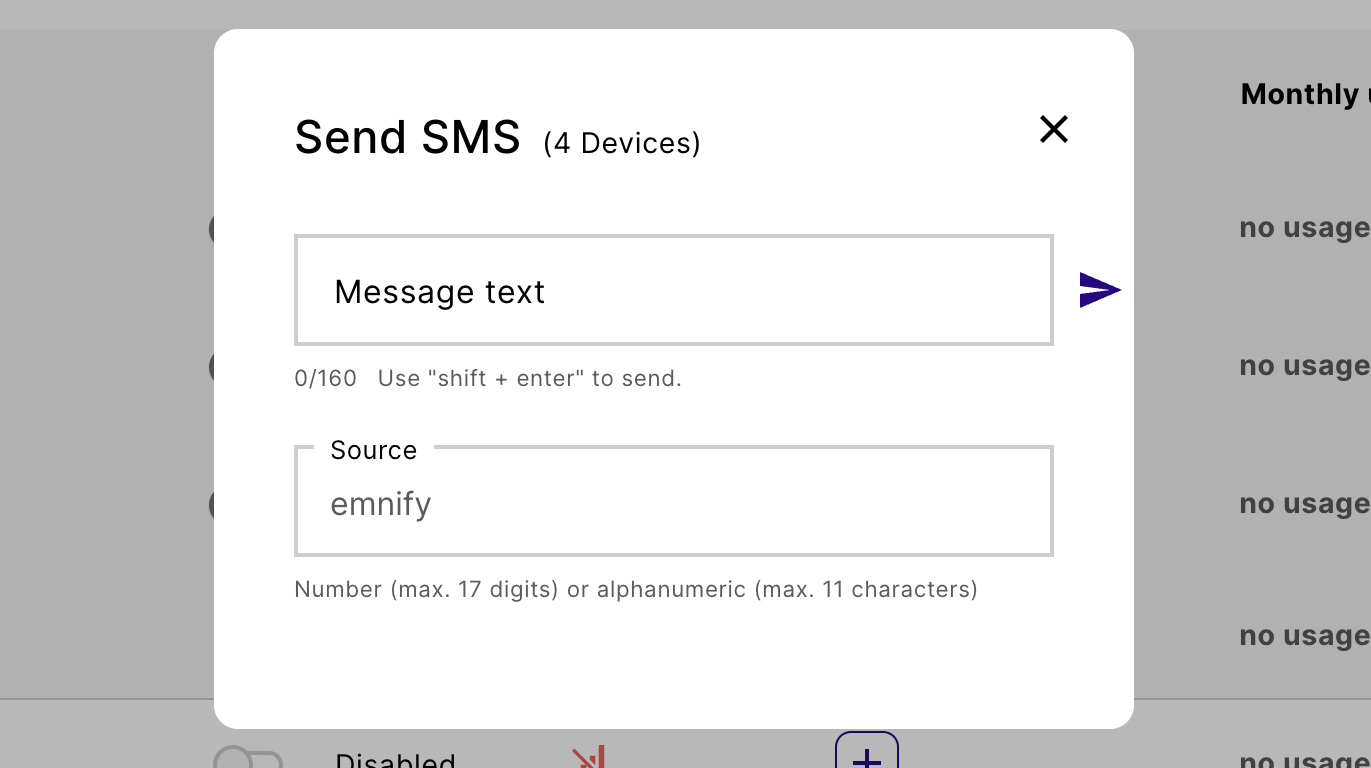 Monthly
Send SMS (4 Devices)
no usage
Message text
0/160 Use "shift + enter" to send.
no usage
Source
emnify
no usage
Number (max. 17 digits) or alphanumeric (max. 11 characters)
no usage
Disabled
no usage